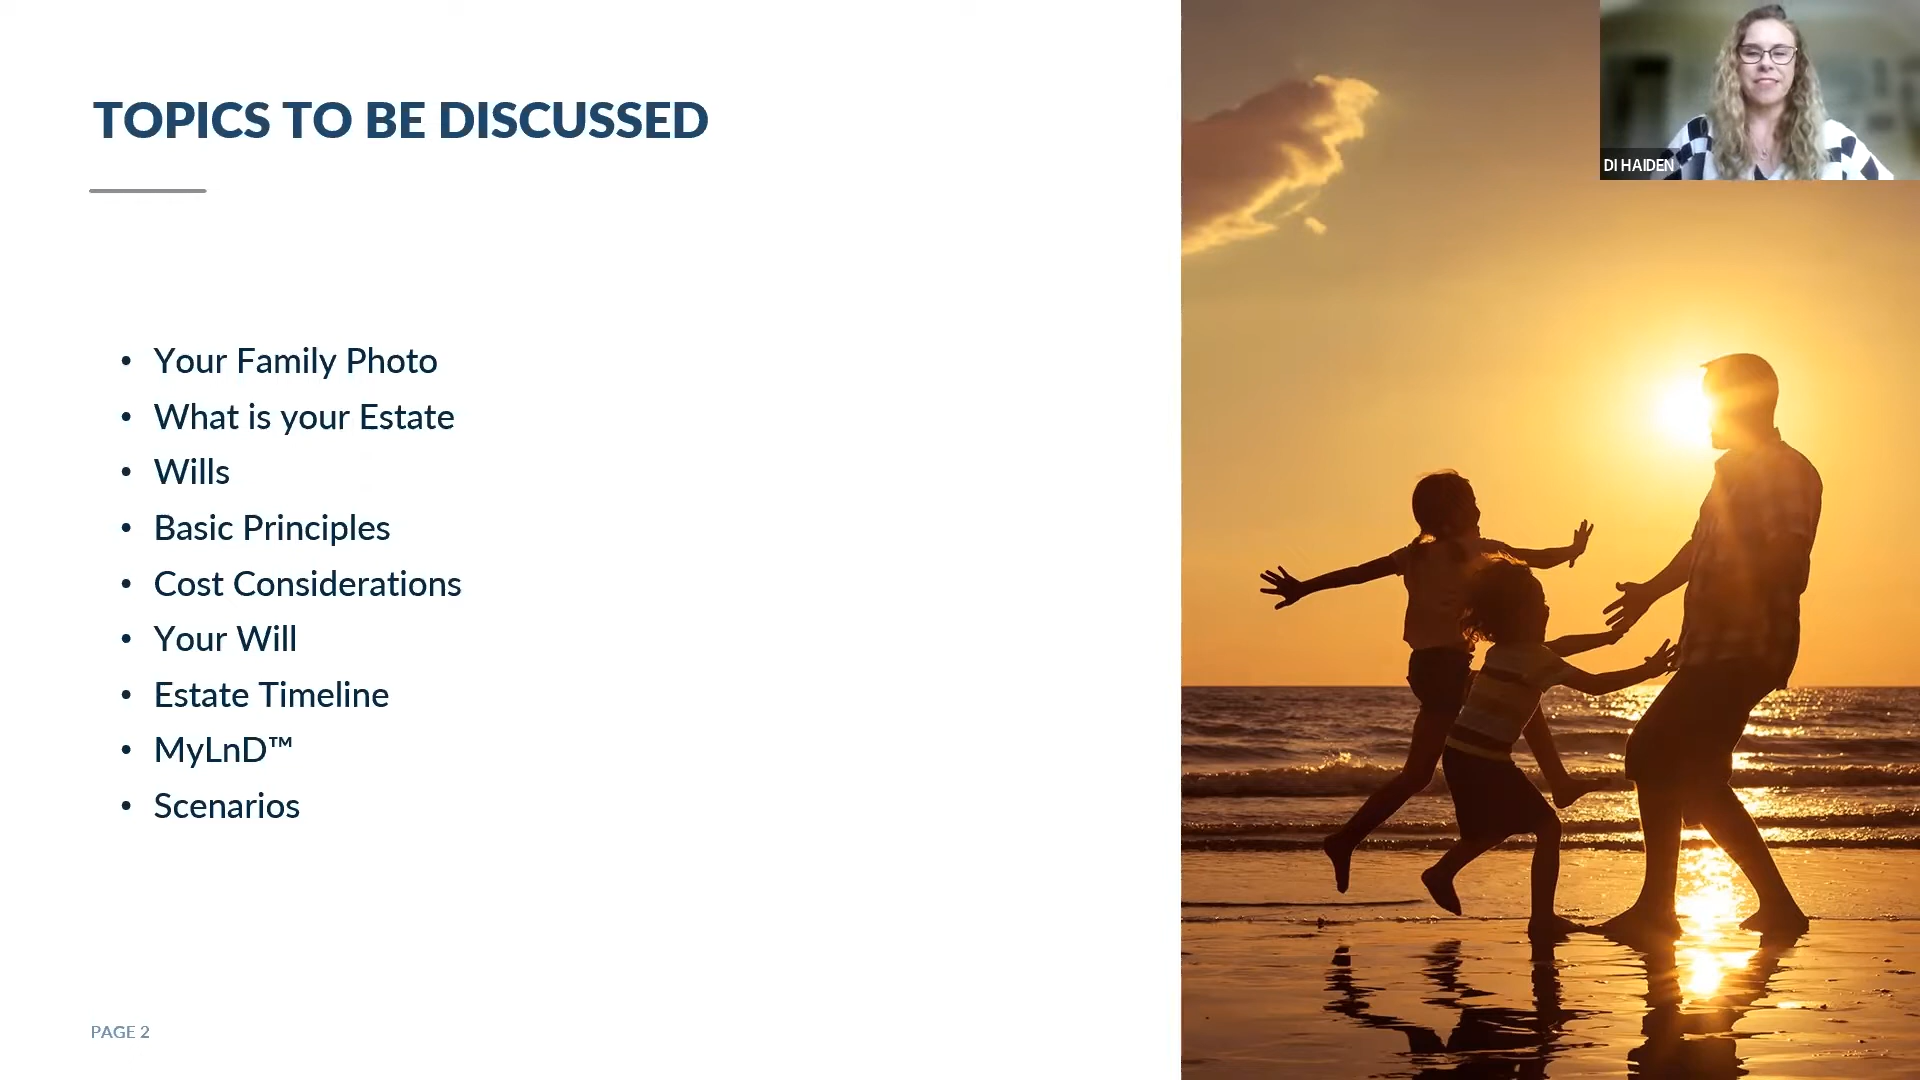 TOPICS TO BE DISCUSSED
• Your Family Photo
• What is your Estate
• Wills
• Basic Principles
• Cost Considerations
• Your Will
• Estate Timeline
• MyLnD™
• Scenarios
PAGE 2
DI HAIDEN